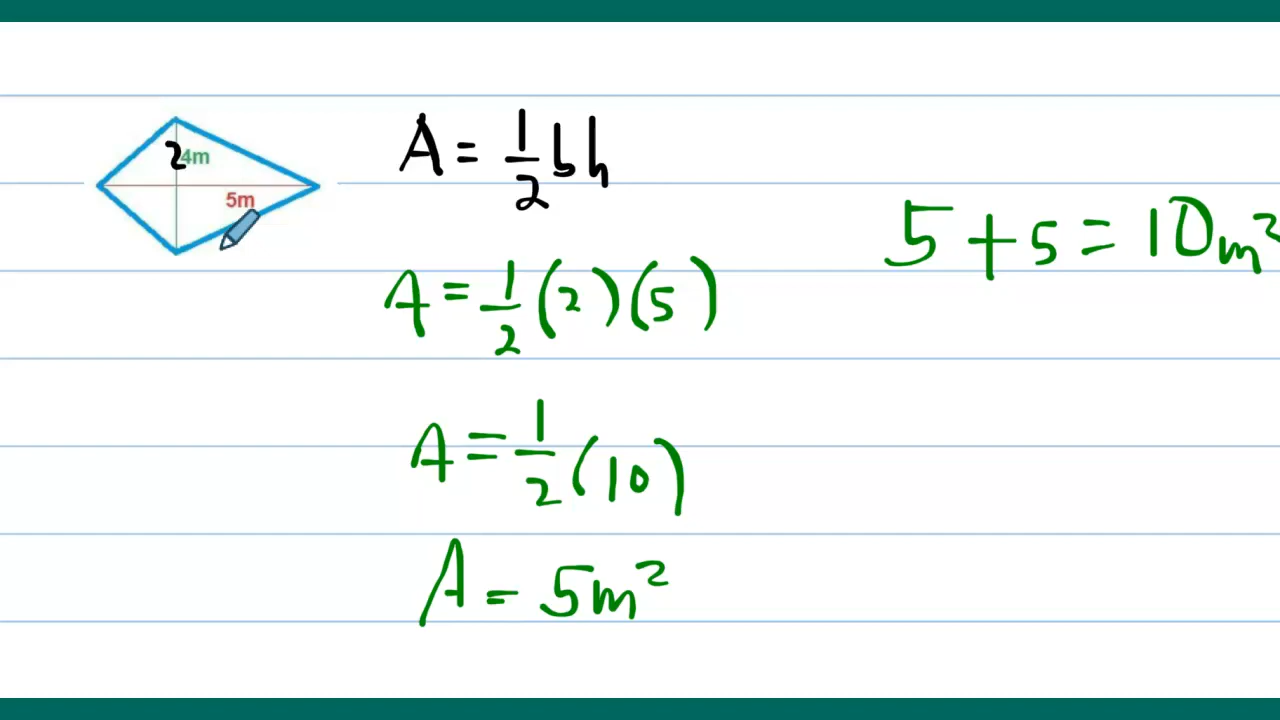 2 4m
5m
A = 1/2 bh
5 + 5 = 10m²
A = 1/2 (2)(5)
A = 1/2 (10)
A = 5m²